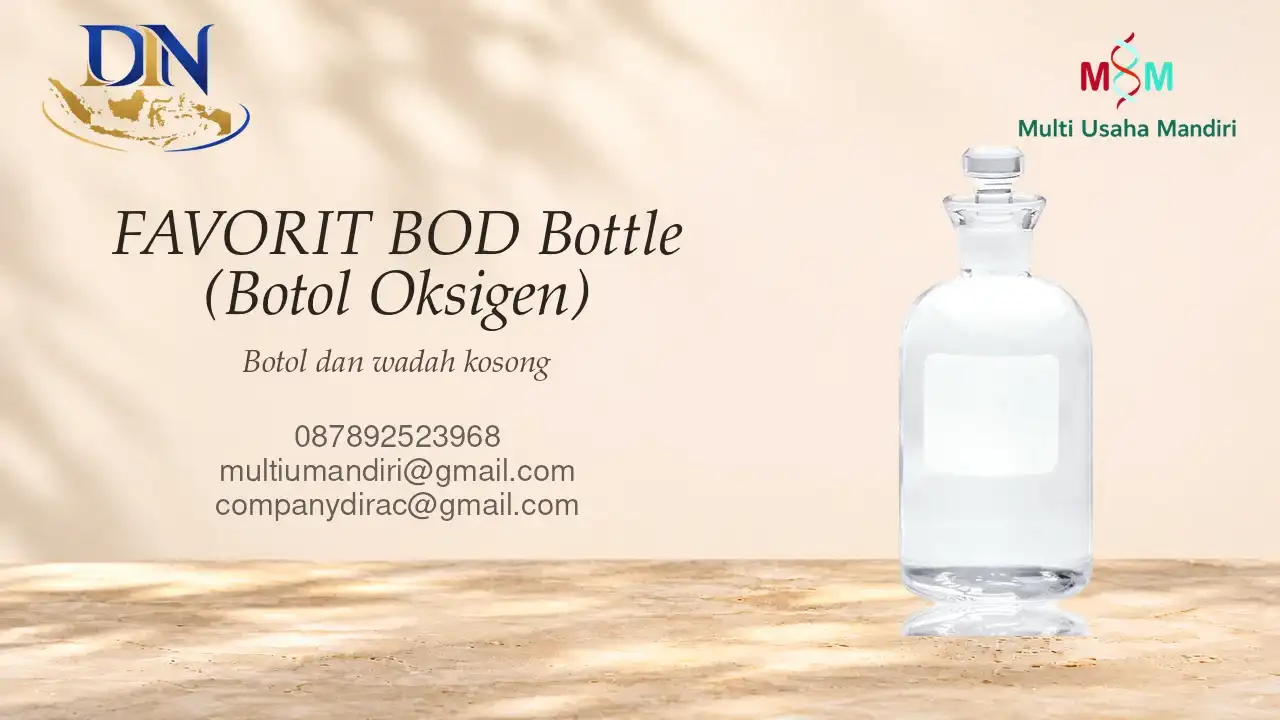 DIN
M M
Multi Usaha Mandiri
FAVORIT BOD Bottle
(Botol Oksigen)
Botol dan wadah kosong
087892523968
multiumandiri@gmail.com
companydirac@gmail.com